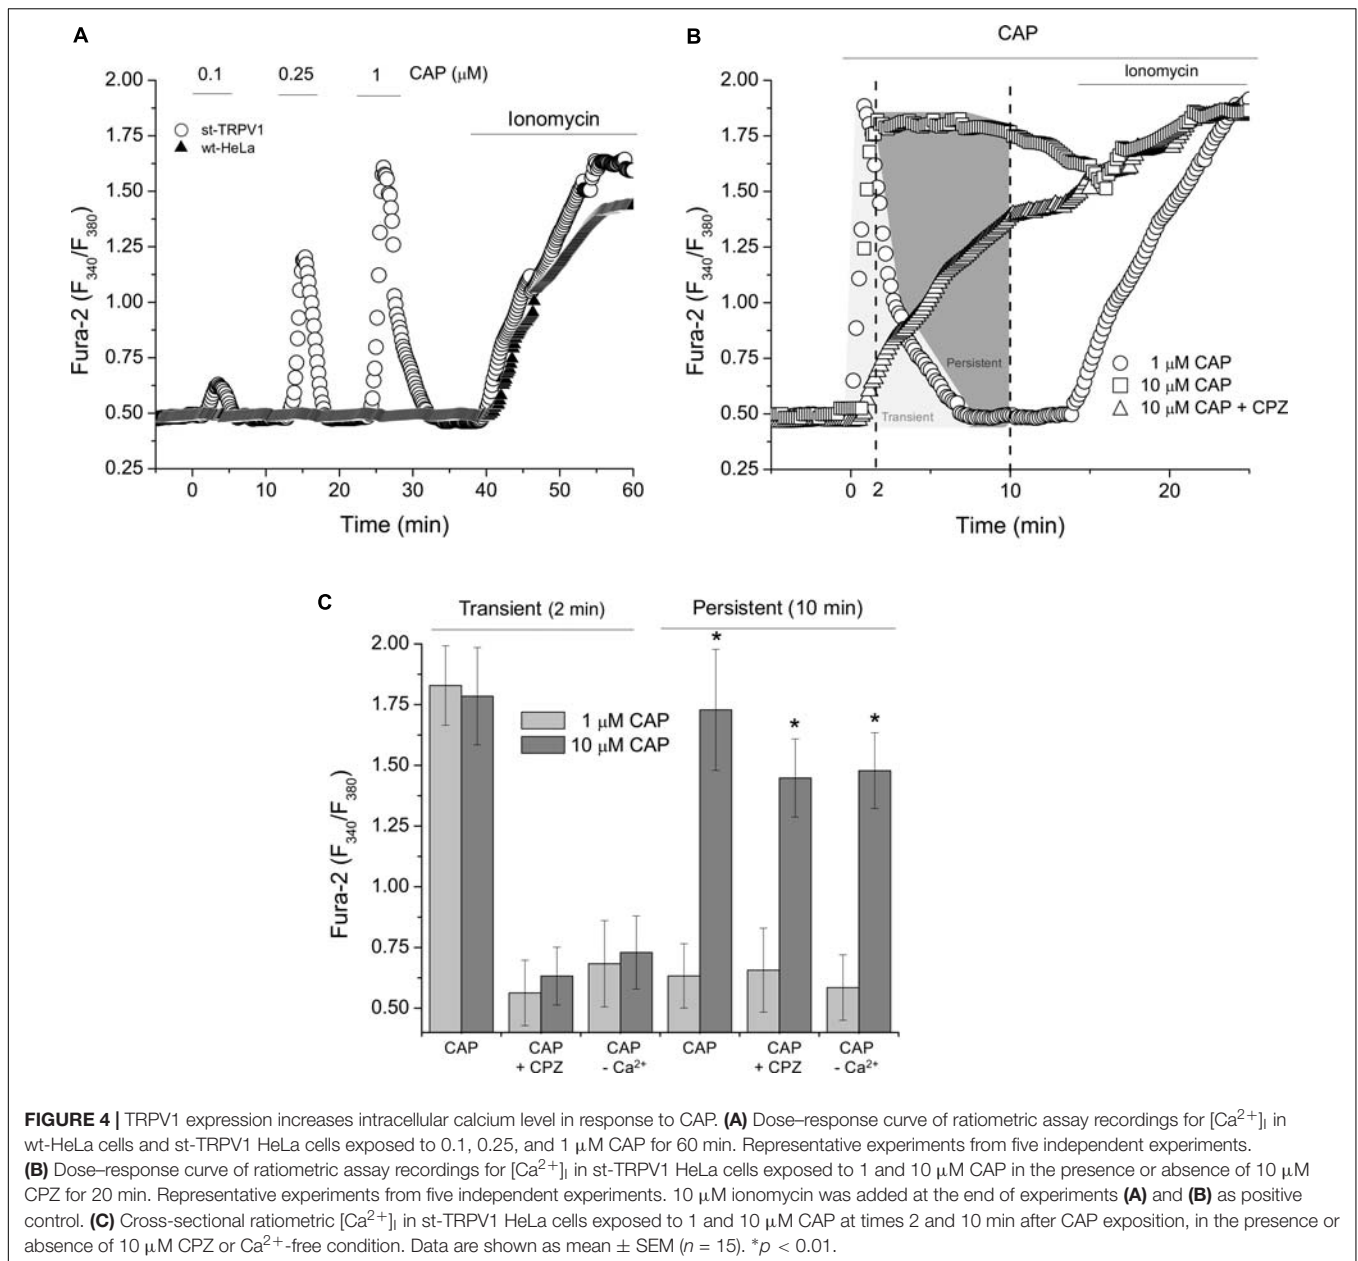 A
0.1 0.25 1 CAP (μM)
st-TRPV1
wt-HeLa
Ionomycin
Fura-2 (F340/F380)
2.00
1.75
1.50
1.25
1.00
0.75
0.50
0.25
0 10 20 30 40 50 60
Time (min)
B
CAP
Ionomycin
Fura-2 (F340/F380)
2.00
1.75
1.50
1.25
1.00
0.75
0.50
0.25
Persistent
Transient
1 μM CAP
10 μM CAP
10 μM CAP + CPZ
0 2 10 20
Time (min)
C
Transient (2 min) Persistent (10 min)
* * *
1 μM CAP
10 μM CAP
Fura-2 (F340/F380)
2.00
1.75
1.50
1.25
1.00
0.75
0.50
CAP CAP CAP CAP CAP CAP
+ CPZ - Ca2+ + CPZ - Ca2+
FIGURE 4 | TRPV1 expression increases intracellular calcium level in response to CAP. (A) Dose–response curve of ratiometric assay recordings for [Ca2+]I in
wt-HeLa cells and st-TRPV1 HeLa cells exposed to 0.1, 0.25, and 1 μM CAP for 60 min. Representative experiments from five independent experiments.
(B) Dose–response curve of ratiometric assay recordings for [Ca2+]I in st-TRPV1 HeLa cells exposed to 1 and 10 μM CAP in the presence or absence of 10 μM
CPZ for 20 min. Representative experiments from five independent experiments. 10 μM ionomycin was added at the end of experiments (A) and (B) as positive
control. (C) Cross-sectional ratiometric [Ca2+]I in st-TRPV1 HeLa cells exposed to 1 and 10 μM CAP at times 2 and 10 min after CAP exposition, in the presence or
absence of 10 μM CPZ or Ca2+-free condition. Data are shown as mean ± SEM (n = 15). *p < 0.01.